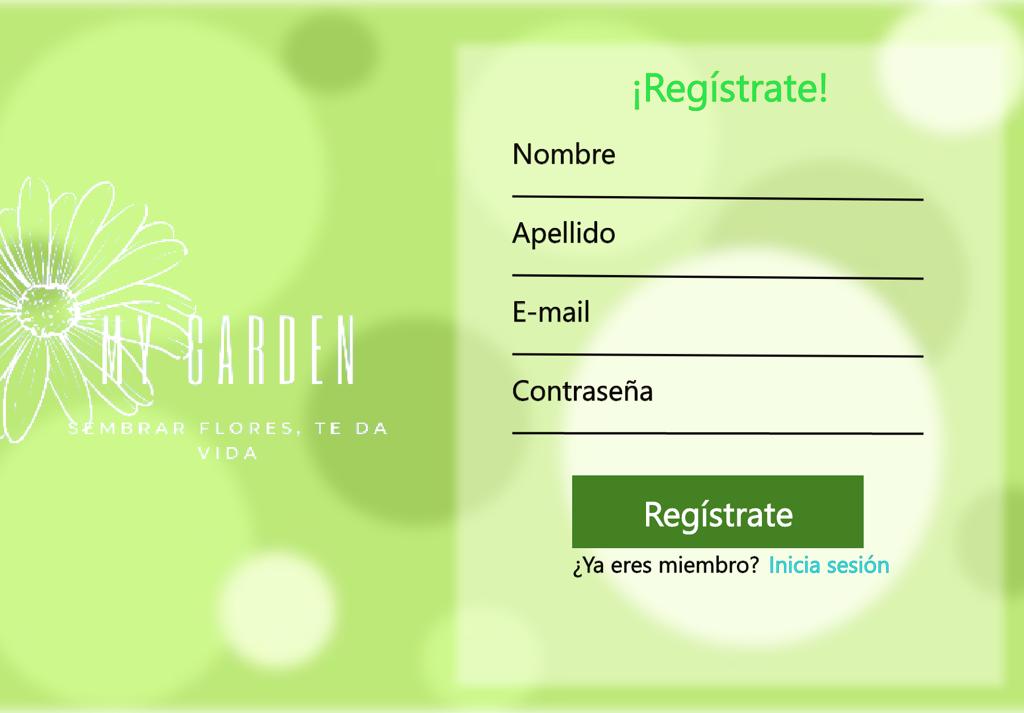 MY GARDEN
SEMBRAR FLORES, TE DA
VIDA
¡Regístrate!
Nombre
Apellido
E-mail
Contraseña
Regístrate
¿Ya eres miembro? Inicia sesión